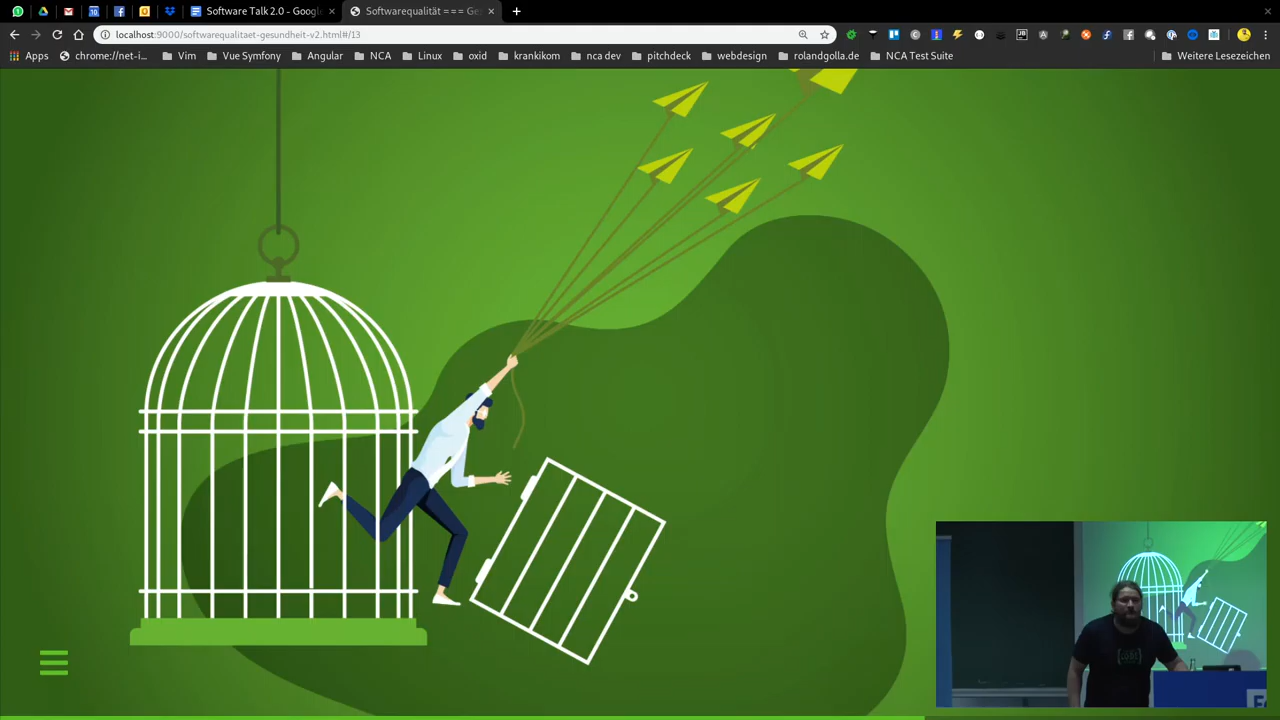 Software Talk 2.0 - Googl
Softwarequalität === Ge
localhost:9000/softwarequalitaet-gesundheit-v2.html#/13
Apps
chrome://net-i...
Vim
Vue Symfony
Angular
NCA
Linux
oxid
krankikom
nca dev
pitchdeck
webdesign
rolandgolla.de
NCA Test Suite
Weitere Lesezeichen